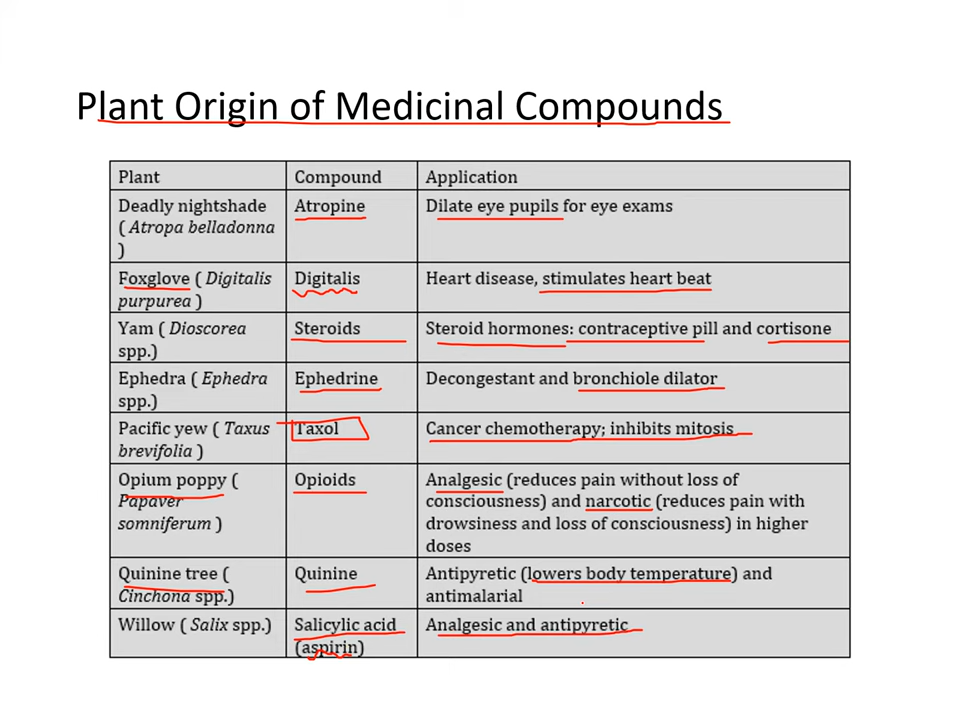 Plant Origin of Medicinal Compounds
Plant Compound Application
Deadly nightshade Atropine Dilate eye pupils for eye exams
( Atropa belladonna
)
Foxglove ( Digitalis Digitalis Heart disease, stimulates heart beat
purpurea )
Yam ( Dioscorea Steroids Steroid hormones: contraceptive pill and cortisone
spp.)
Ephedra ( Ephedra Ephedrine Decongestant and bronchiole dilator
spp.)
Pacific yew ( Taxus Taxol Cancer chemotherapy; inhibits mitosis
brevifolia )
Opium poppy ( Opioids Analgesic (reduces pain without loss of
Papaver consciousness) and narcotic (reduces pain with
somniferum ) drowsiness and loss of consciousness) in higher
doses
Quinine tree ( Quinine Antipyretic (lowers body temperature) and
Cinchona spp.) antimalarial
Willow ( Salix spp.) Salicylic acid Analgesic and antipyretic
(aspirin)